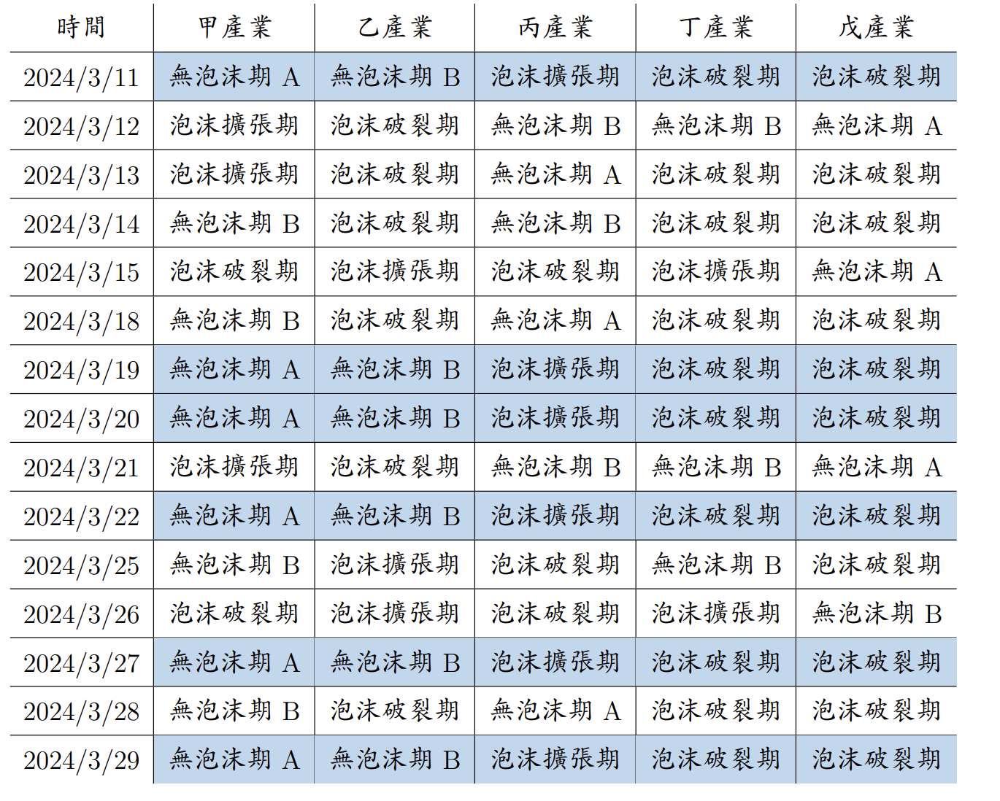 時間 甲產業 乙產業 丙產業 丁產業 戊產業
2024/3/11 無泡沫期 A 無泡沫期 B 泡沫擴張期 泡沫破裂期 泡沫破裂期
2024/3/12 泡沫擴張期 泡沫破裂期 無泡沫期 B 無泡沫期 B 無泡沫期 A
2024/3/13 泡沫擴張期 泡沫破裂期 無泡沫期 A 泡沫破裂期 泡沫破裂期
2024/3/14 無泡沫期 B 泡沫破裂期 無泡沫期 B 泡沫破裂期 泡沫破裂期
2024/3/15 泡沫破裂期 泡沫擴張期 泡沫破裂期 泡沫擴張期 無泡沫期 A
2024/3/18 無泡沫期 B 泡沫破裂期 無泡沫期 A 泡沫破裂期 泡沫破裂期
2024/3/19 無泡沫期 A 無泡沫期 B 泡沫擴張期 泡沫破裂期 泡沫破裂期
2024/3/20 無泡沫期 A 無泡沫期 B 泡沫擴張期 泡沫破裂期 泡沫破裂期
2024/3/21 泡沫擴張期 泡沫破裂期 無泡沫期 B 無泡沫期 B 無泡沫期 A
2024/3/22 無泡沫期 A 無泡沫期 B 泡沫擴張期 泡沫破裂期 泡沫破裂期
2024/3/25 無泡沫期 B 泡沫擴張期 泡沫破裂期 無泡沫期 B 泡沫破裂期
2024/3/26 泡沫破裂期 泡沫擴張期 泡沫破裂期 泡沫擴張期 無泡沫期 B
2024/3/27 無泡沫期 A 無泡沫期 B 泡沫擴張期 泡沫破裂期 泡沫破裂期
2024/3/28 無泡沫期 B 泡沫破裂期 無泡沫期 A 泡沫破裂期 泡沫破裂期
2024/3/29 無泡沫期 A 無泡沫期 B 泡沫擴張期 泡沫破裂期 泡沫破裂期